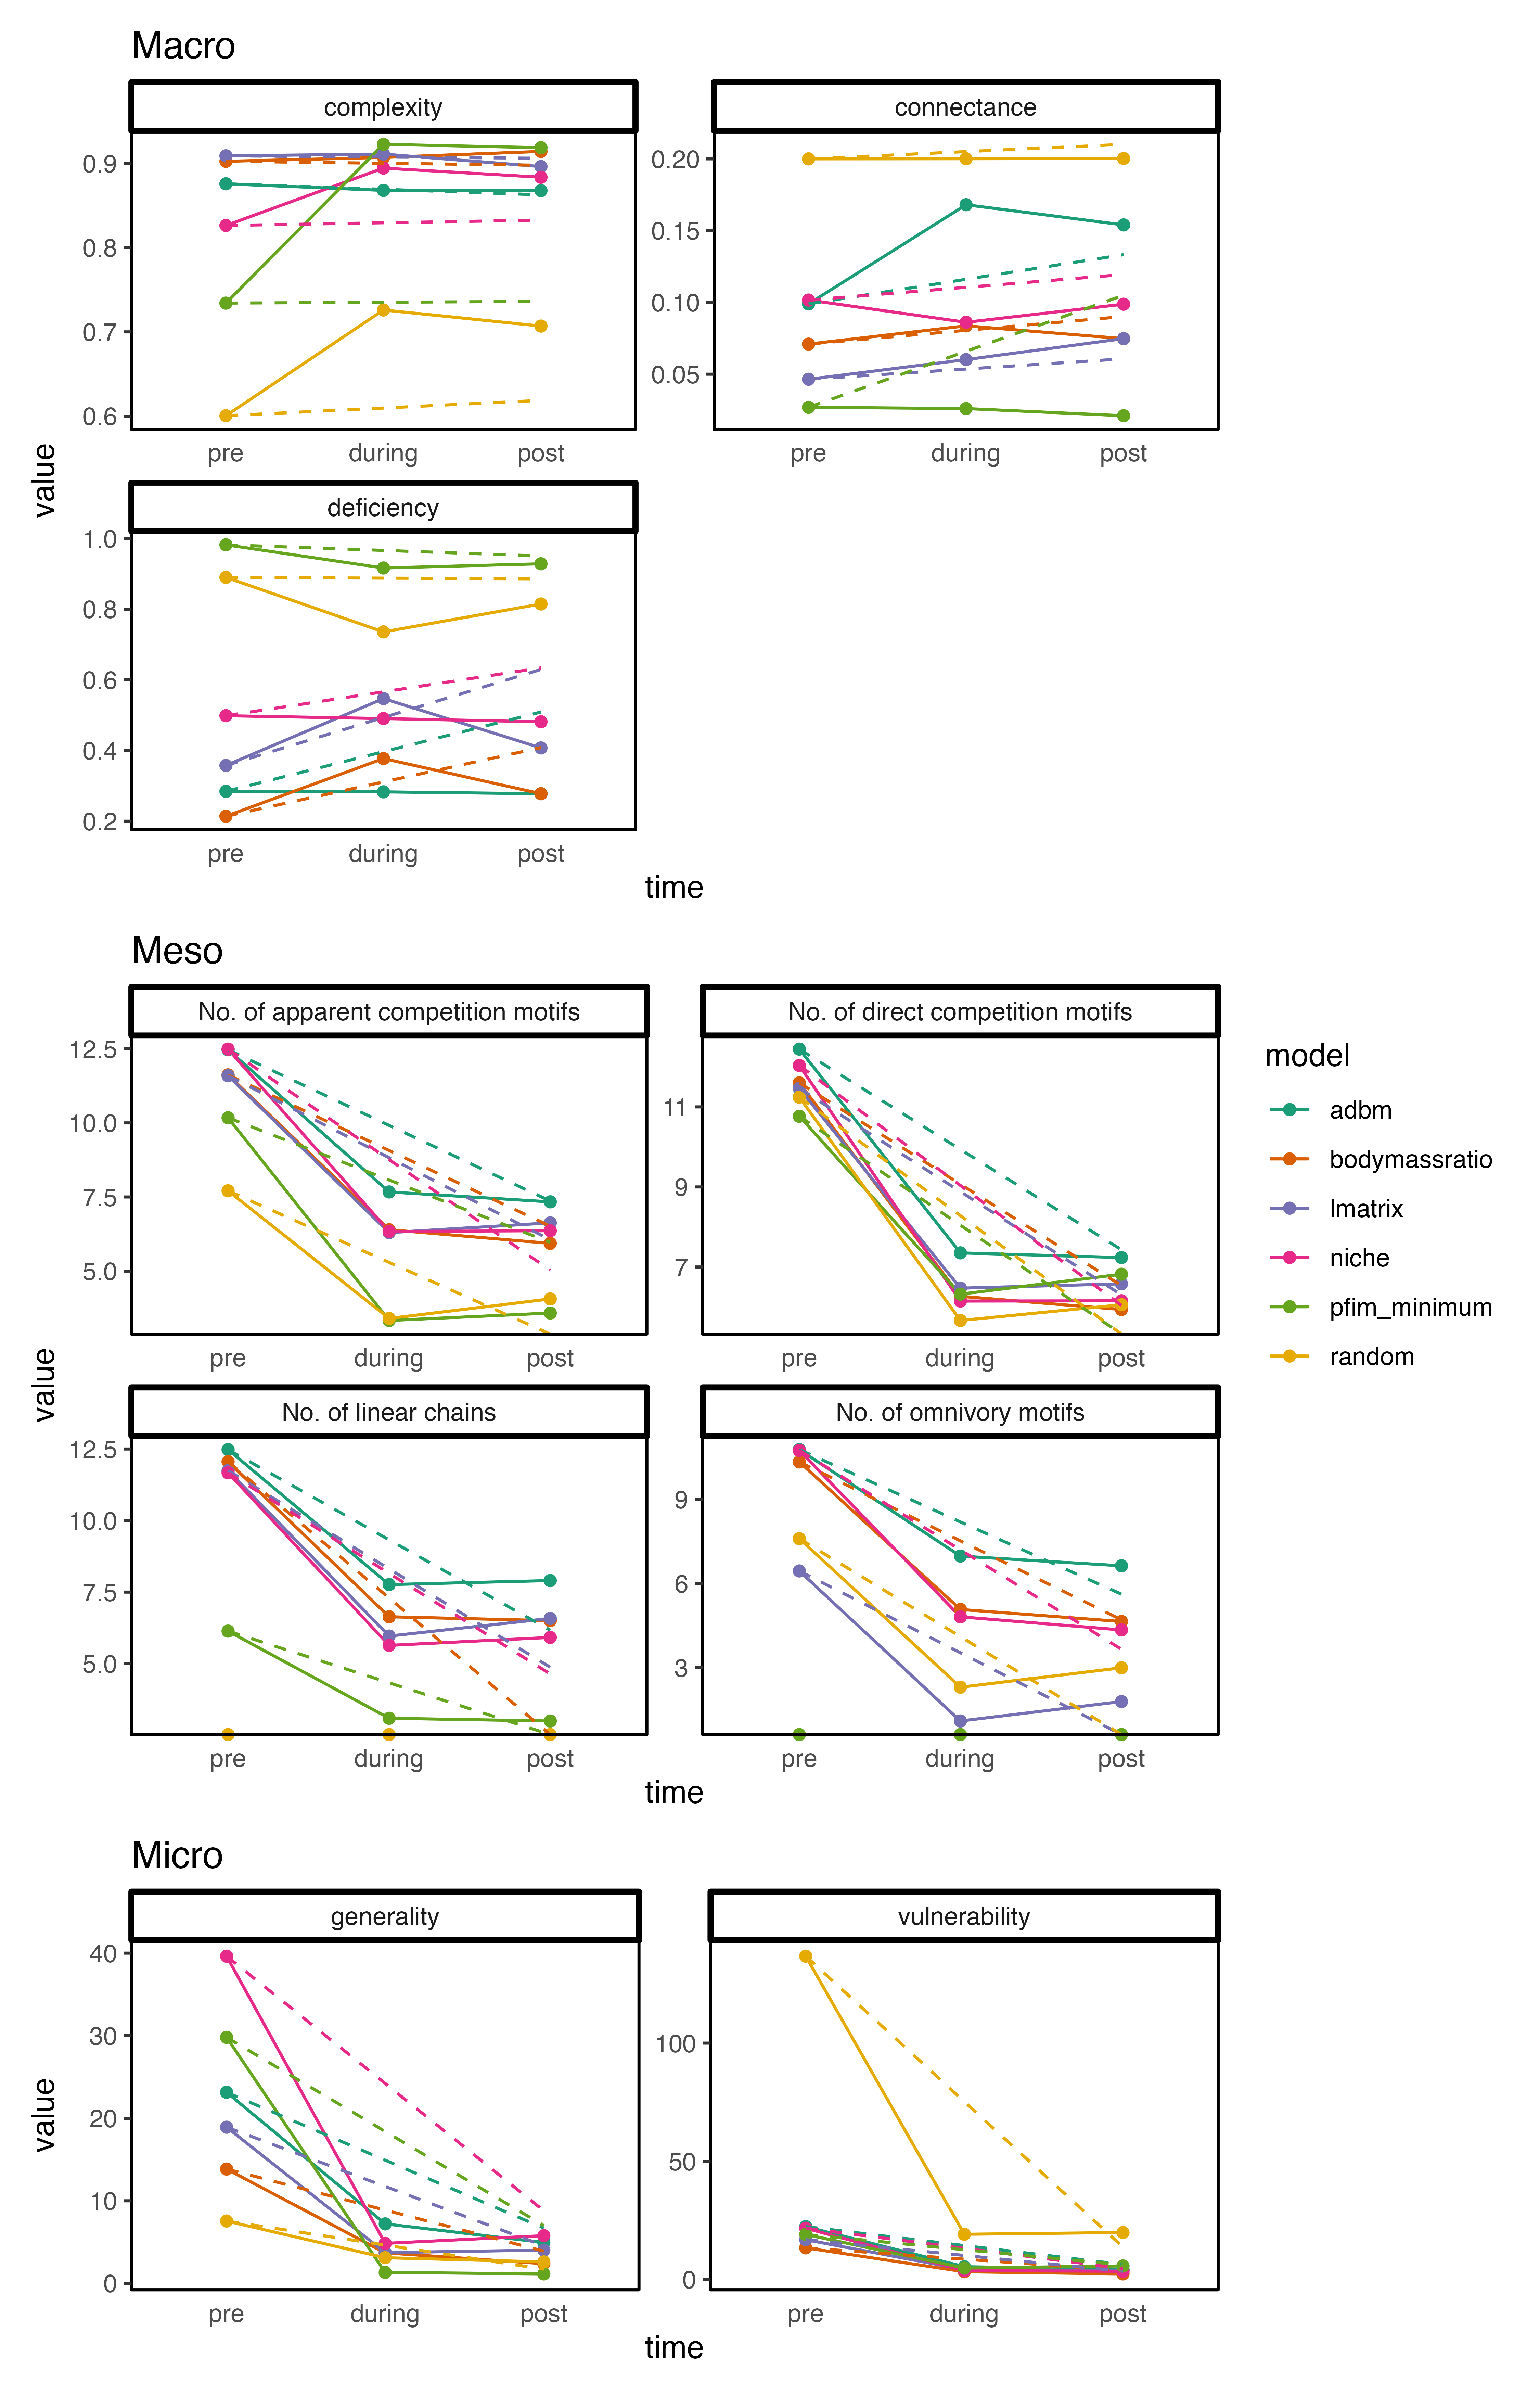 Macro
complexity
connectance
0.9
0.8
0.7
0.6
0.20
0.15
0.10
0.05
pre during post
pre during post
deficiency
1.0
0.8
0.6
0.4
0.2
pre during post
value
time
Meso
No. of apparent competition motifs
No. of direct competition motifs
12.5
10.0
7.5
5.0
11
9
7
pre during post
pre during post
No. of linear chains
No. of omnivory motifs
12.5
10.0
7.5
5.0
9
6
3
pre during post
pre during post
value
time
model
adbm
bodymassratio
lmatrix
niche
pfim_minimum
random
Micro
generality
vulnerability
40
30
20
10
0
100
50
0
pre during post
pre during post
value
time